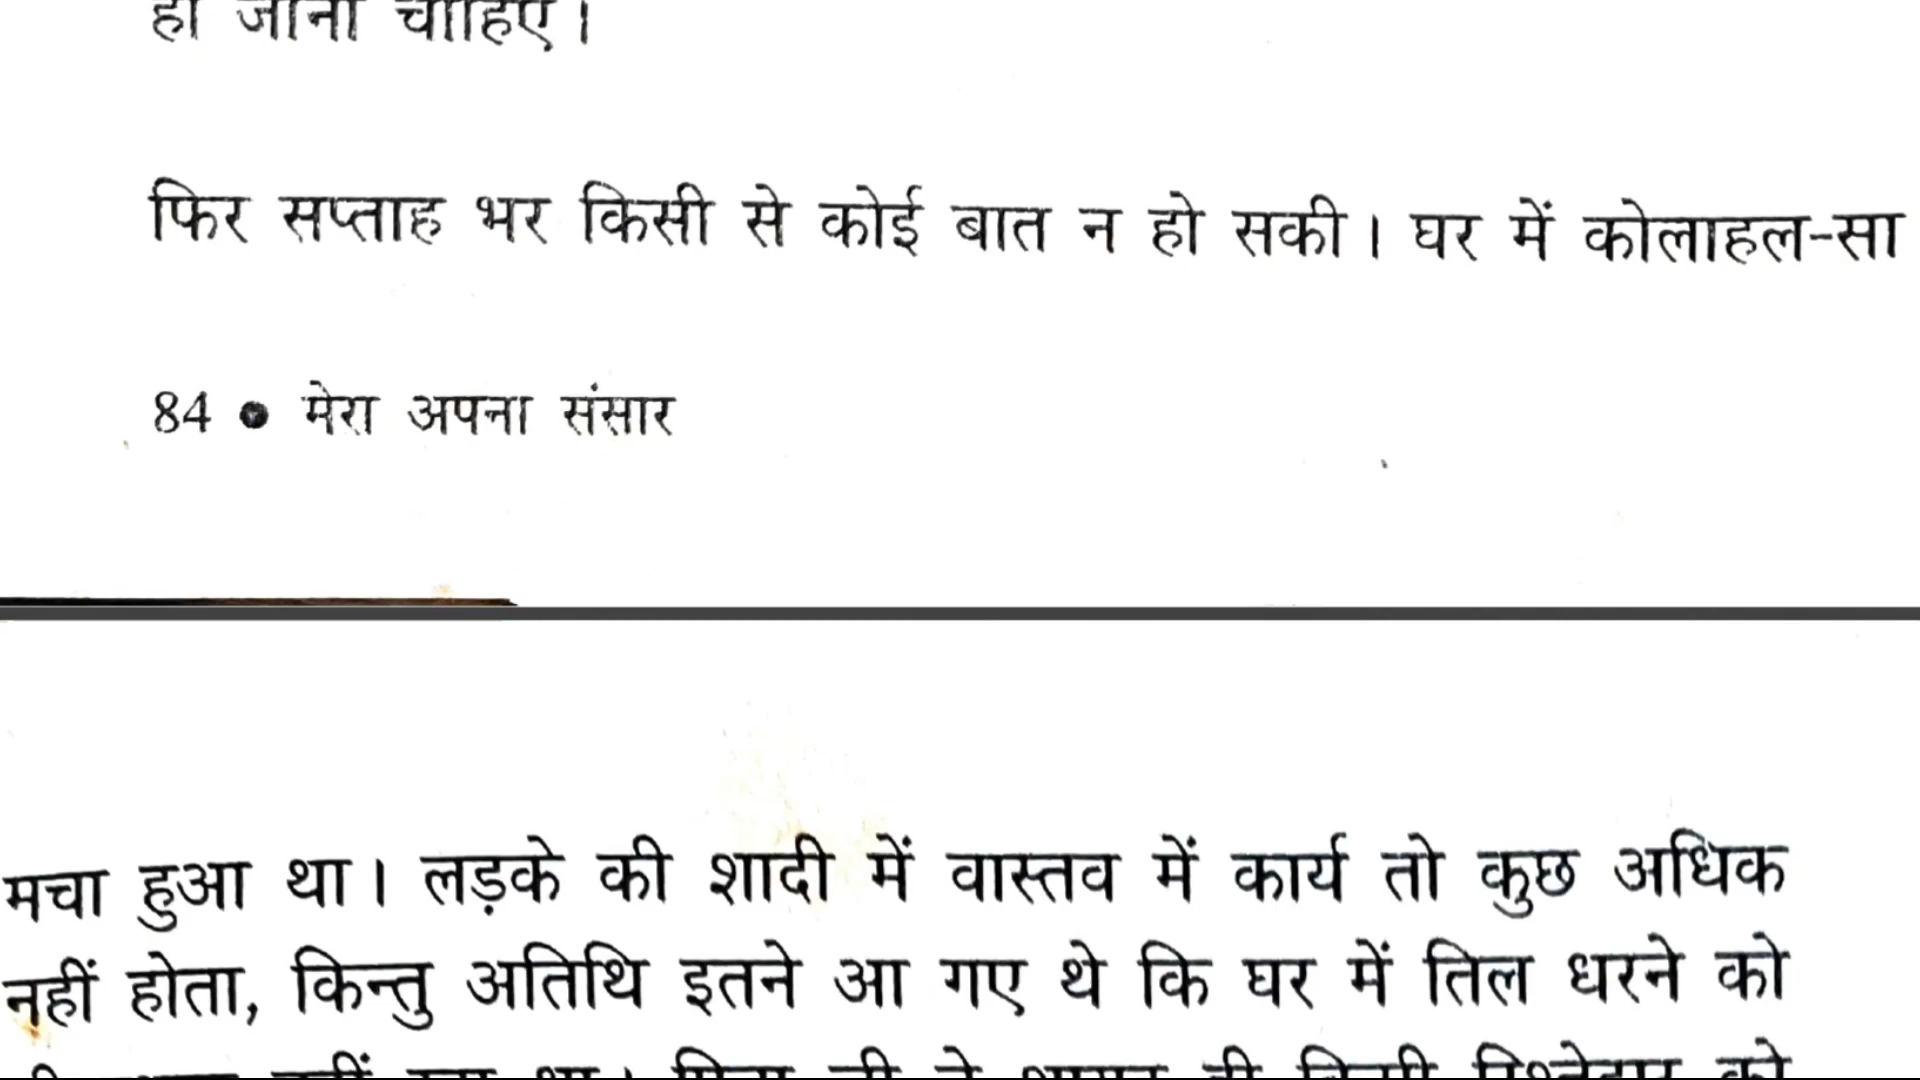 हो जाना चाहिए।
फिर सप्ताह भर किसी से कोई बात न हो सकी। घर में कोलाहल-सा
84 ● मेरा अपना संसार
मचा हुआ था। लड़के की शादी में वास्तव में कार्य तो कुछ अधिक
नहीं होता, किन्तु अतिथि इतने आ गए थे कि घर में तिल धरने को